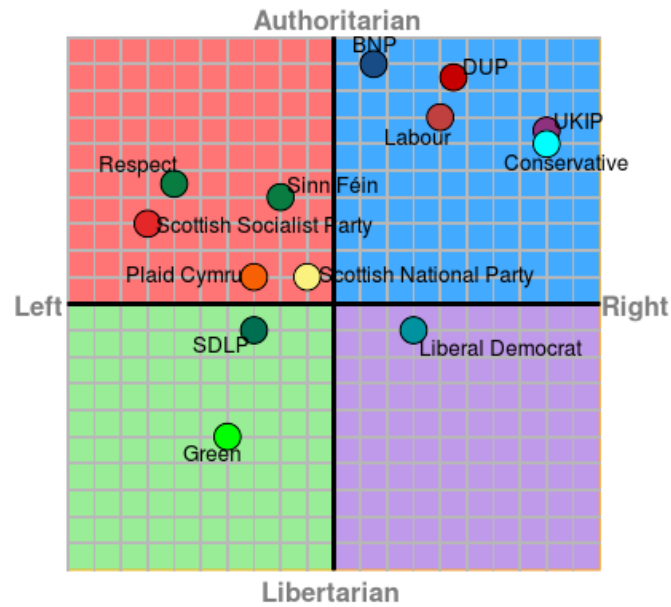 Authoritarian
BNP
DUP
UKIP
Labour
Conservative
Respect
Sinn Féin
Scottish Socialist Party
Plaid Cymru
Scottish National Party
Left
Right
SDLP
Liberal Democrat
Green
Libertarian